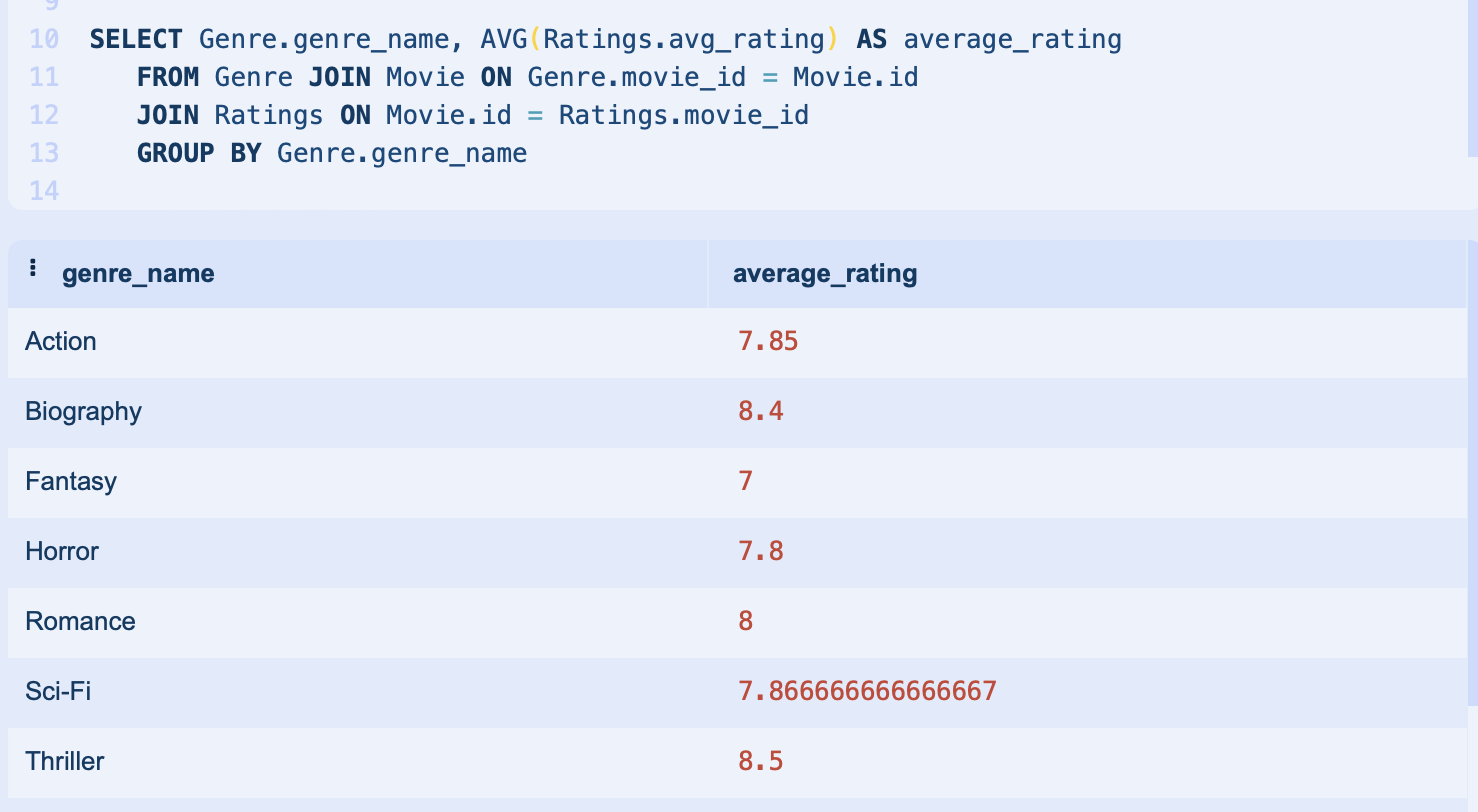 9
10 SELECT Genre.genre_name, AVG(Ratings.avg_rating) AS average_rating
11 FROM Genre JOIN Movie ON Genre.movie_id = Movie.id
12 JOIN Ratings ON Movie.id = Ratings.movie_id
13 GROUP BY Genre.genre_name
14
genre_name average_rating
Action 7.85
Biography 8.4
Fantasy 7
Horror 7.8
Romance 8
Sci-Fi 7.866666666666667
Thriller 8.5